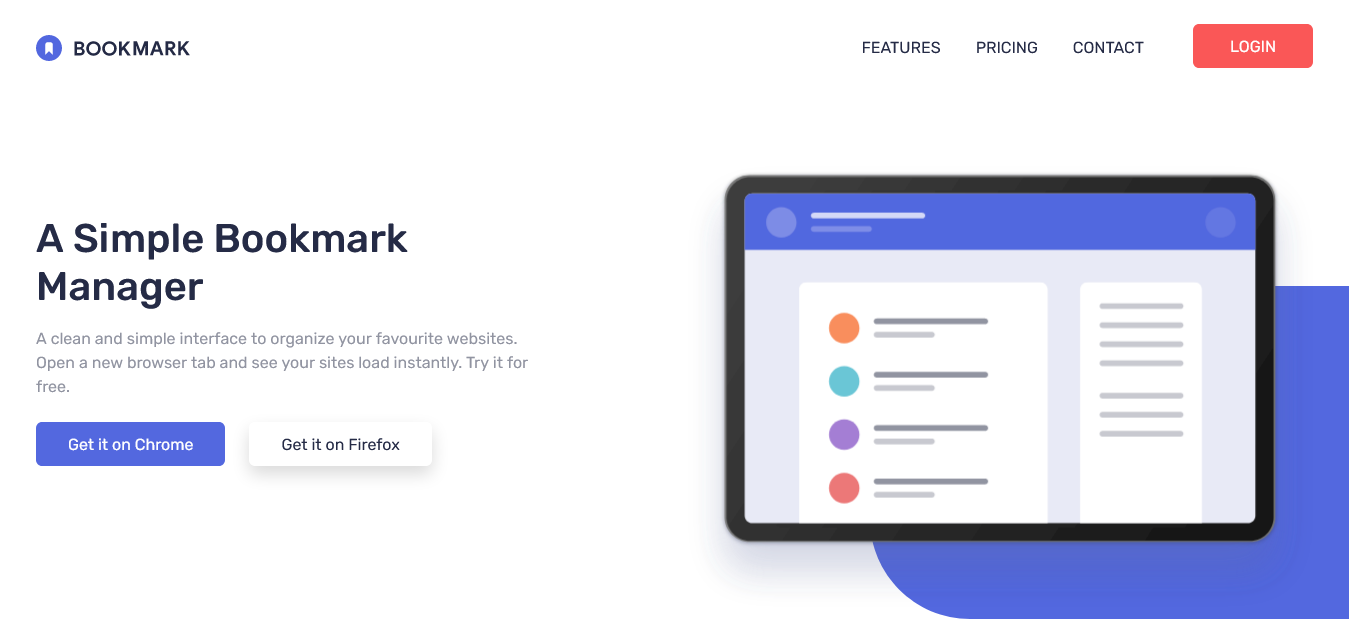 BOOKMARK
FEATURES PRICING CONTACT LOGIN
A Simple Bookmark
Manager
A clean and simple interface to organize your favourite websites.
Open a new browser tab and see your sites load instantly. Try it for
free.
Get it on Chrome Get it on Firefox